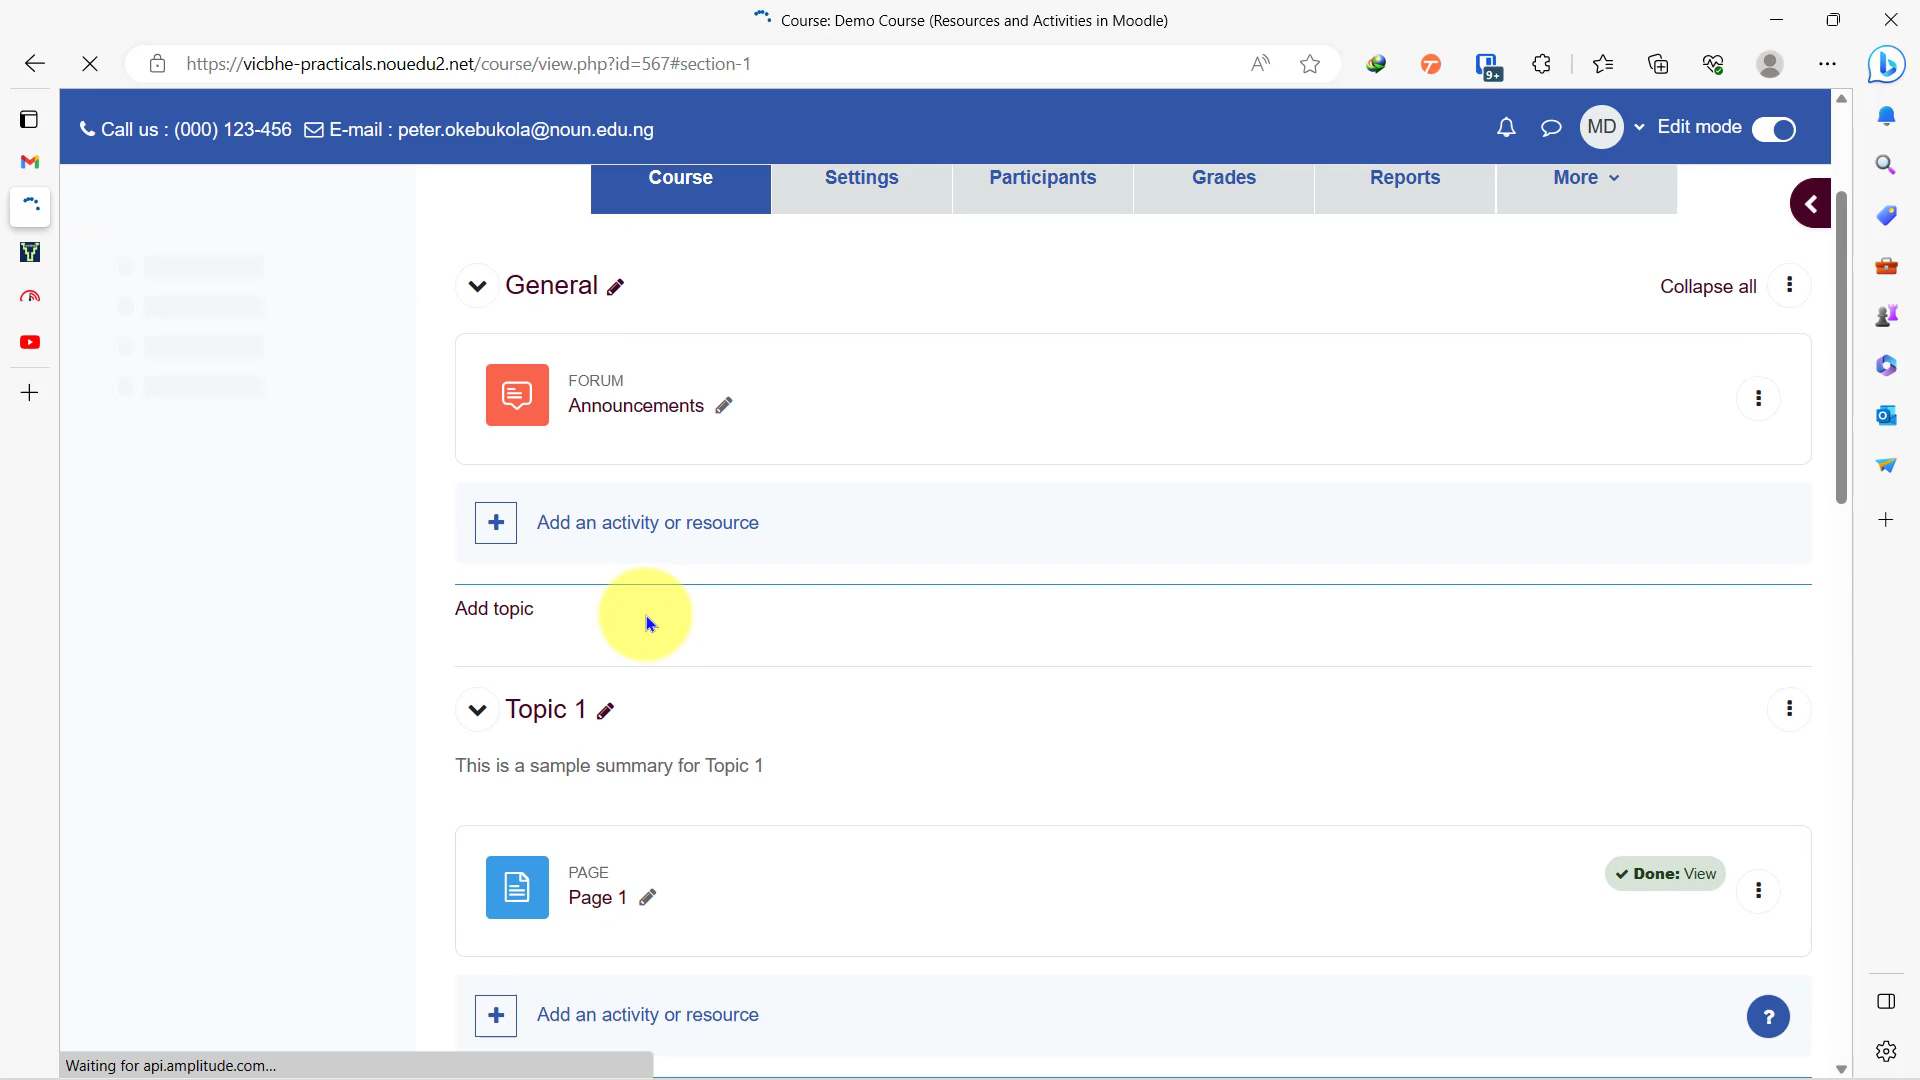 Course: Demo Course (Resources and Activities in Moodle)
https://vicbhe-practicals.nouedu2.net/course/view.php?id=567#section-1
9+
Call us : (000) 123-456 E-mail : peter.okebukola@noun.edu.ng
MD
Edit mode
Course
Settings
Participants
Grades
Reports
More
General
Collapse all
FORUM
Announcements
Add an activity or resource
Add topic
Topic 1
This is a sample summary for Topic 1
PAGE
Page 1
Done: View
Add an activity or resource
?
Waiting for api.amplitude.com...